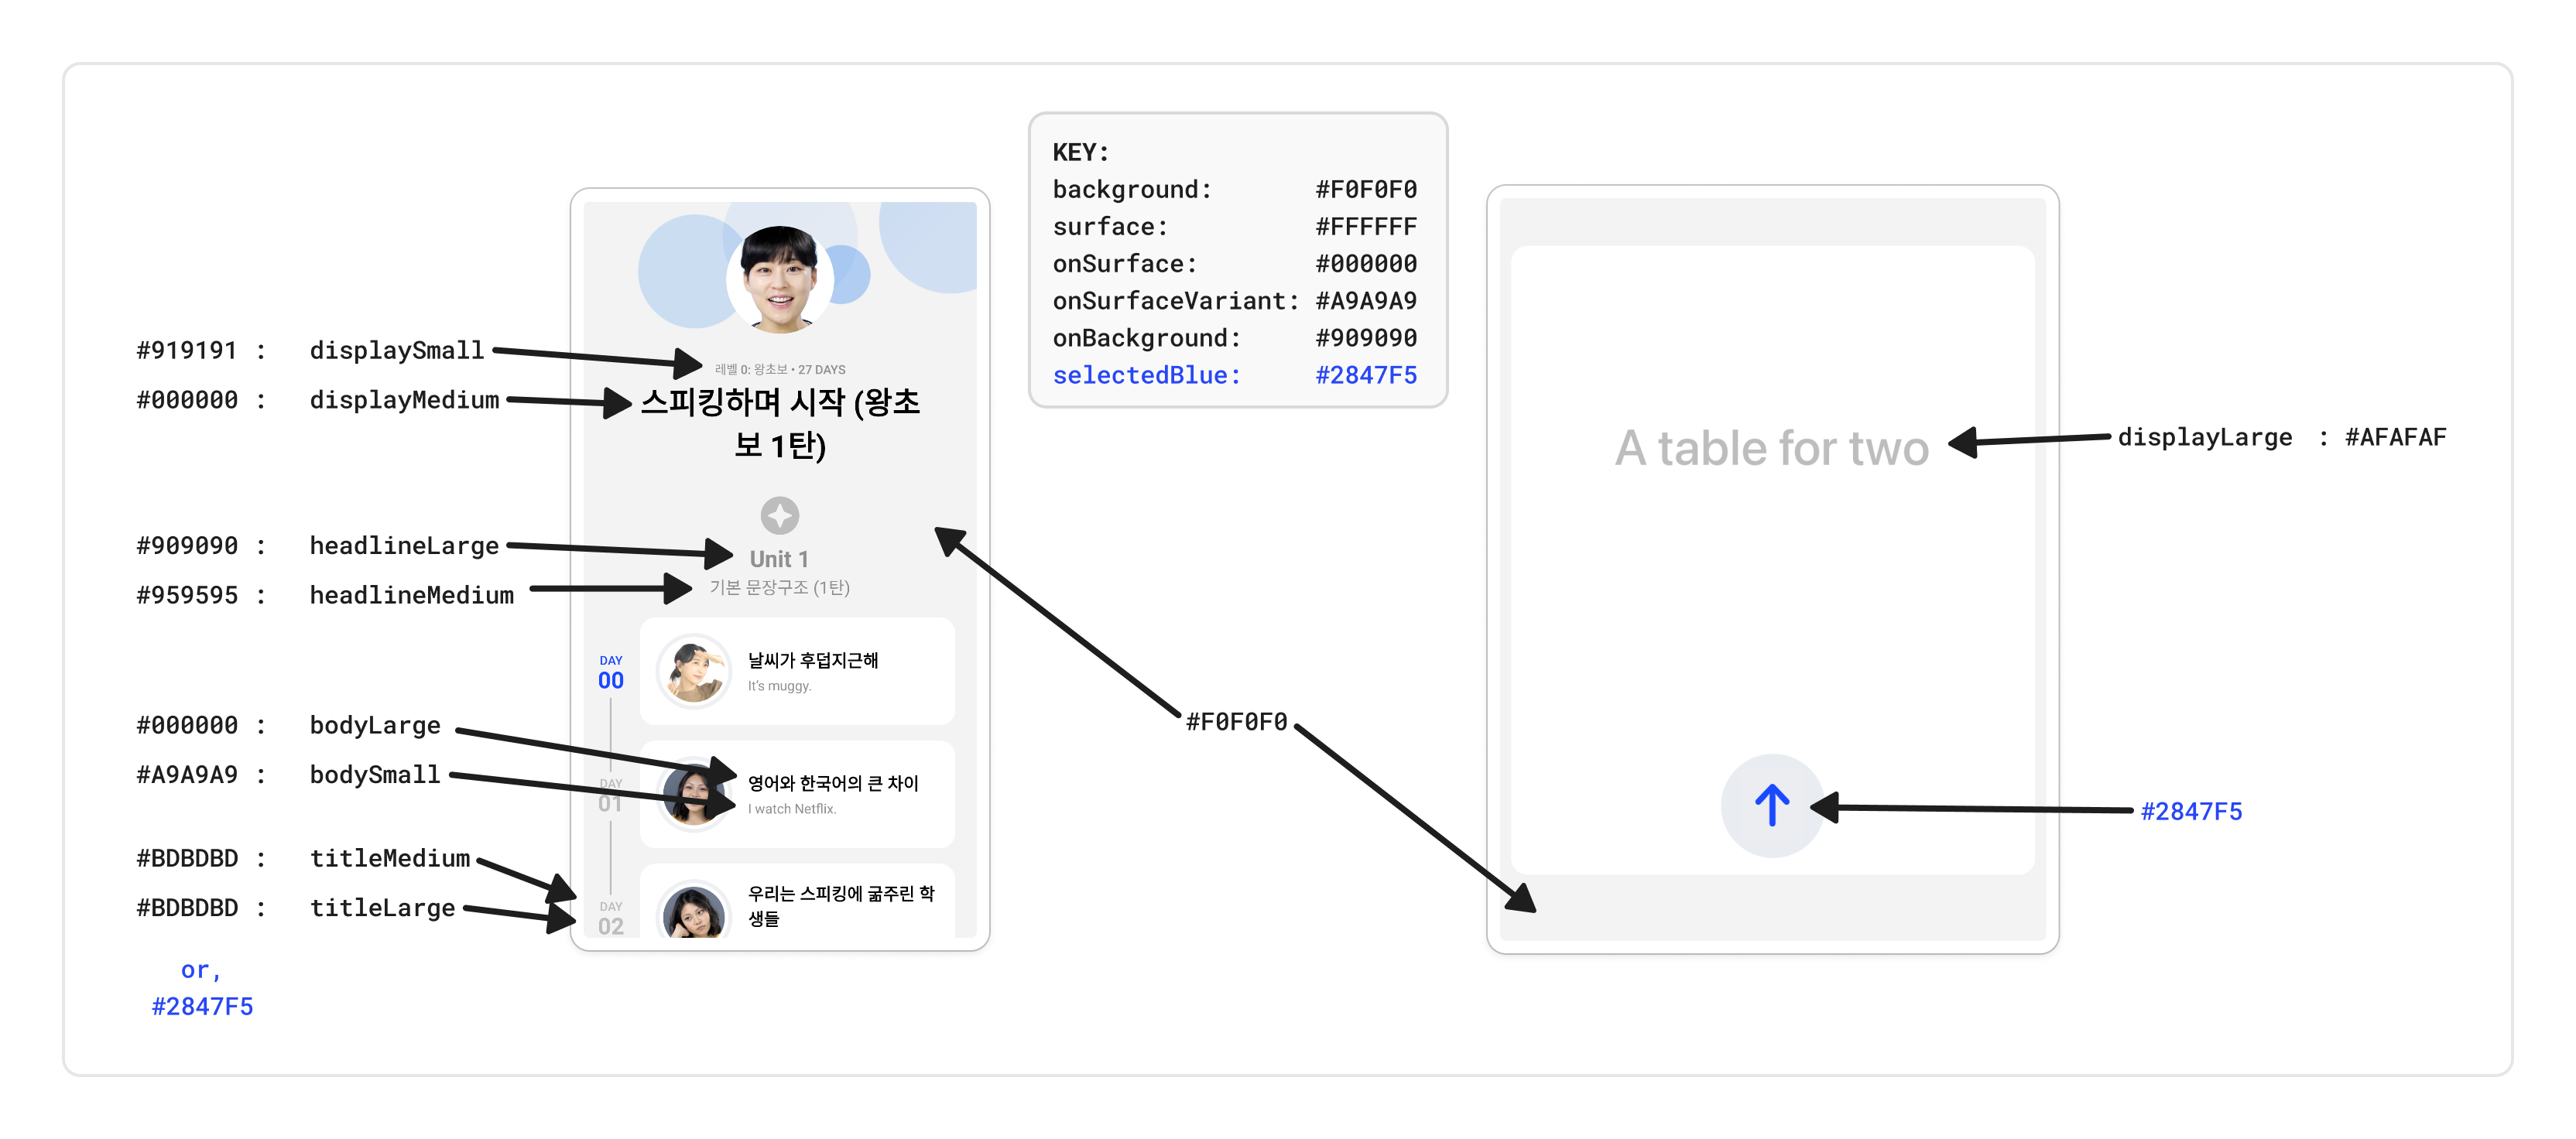 KEY:
background: #F0F0F0
surface: #FFFFFF
onSurface: #000000
onSurfaceVariant: #A9A9A9
onBackground: #909090
selectedBlue: #2847F5
#919191 : displaySmall
#000000 : displayMedium
#909090 : headlineLarge
#959595 : headlineMedium
#000000 : bodyLarge
#A9A9A9 : bodySmall
#BDBDBD : titleMedium
#BDBDBD : titleLarge
or,
#2847F5
레벨 0: 왕초보 • 27 DAYS
스피킹하며 시작 (왕초
보 1탄)
Unit 1
기본 문장구조 (1탄)
DAY
00
날씨가 후덥지근해
It's muggy.
DAY
01
영어와 한국어의 큰 차이
I watch Netflix.
DAY
02
우리는 스피킹에 굶주린 학
생들
#F0F0F0
A table for two
displayLarge : #AFAFAF
#2847F5